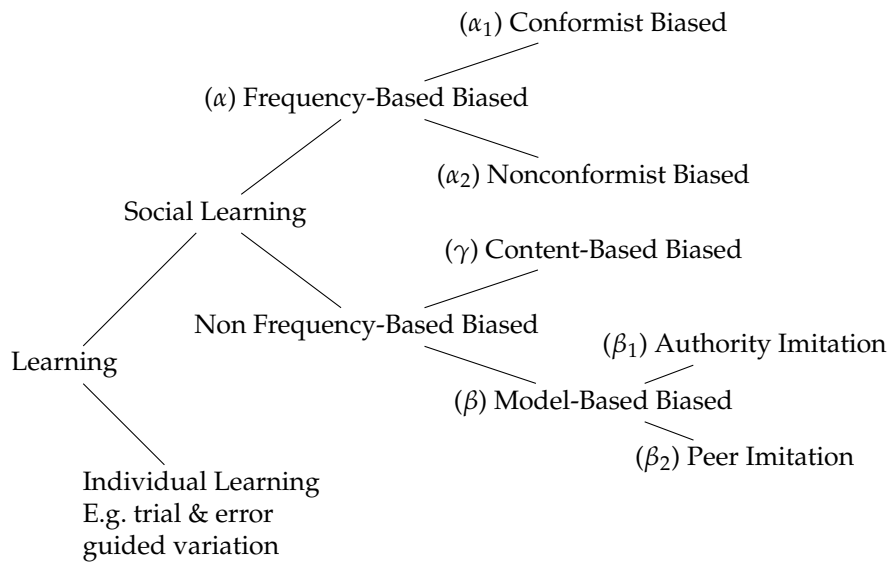 (α₁) Conformist Biased
(α) Frequency-Based Biased
(α₂) Nonconformist Biased
Social Learning
(γ) Content-Based Biased
Non Frequency-Based Biased
(β₁) Authority Imitation
Learning
(β) Model-Based Biased
(β₂) Peer Imitation
Individual Learning
E.g. trial & error
guided variation